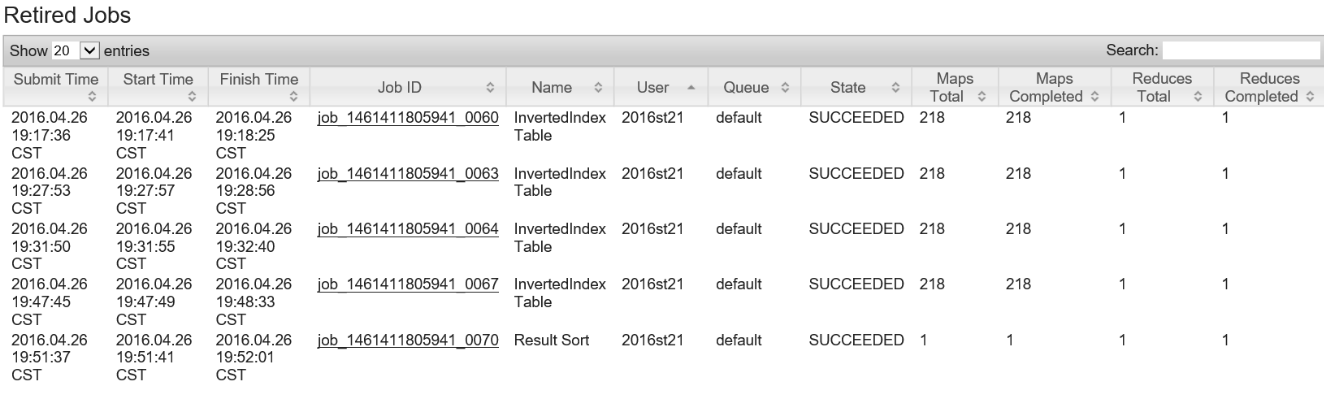 Retired Jobs
Show 20 entries Search:
Submit Time Start Time Finish Time Job ID Name User Queue State Maps Total Maps Completed Reduces Total Reduces Completed
2016.04.26 2016.04.26 2016.04.26 job_1461411805941_0060 InvertedIndex 2016st21 default SUCCEEDED 218 218 1 1
19:17:36 19:17:41 19:18:25 Table
CST CST CST
2016.04.26 2016.04.26 2016.04.26 job_1461411805941_0063 InvertedIndex 2016st21 default SUCCEEDED 218 218 1 1
19:27:53 19:27:57 19:28:56 Table
CST CST CST
2016.04.26 2016.04.26 2016.04.26 job_1461411805941_0064 InvertedIndex 2016st21 default SUCCEEDED 218 218 1 1
19:31:50 19:31:55 19:32:40 Table
CST CST CST
2016.04.26 2016.04.26 2016.04.26 job_1461411805941_0067 InvertedIndex 2016st21 default SUCCEEDED 218 218 1 1
19:47:45 19:47:49 19:48:33 Table
CST CST CST
2016.04.26 2016.04.26 2016.04.26 job_1461411805941_0070 Result Sort 2016st21 default SUCCEEDED 1 1 1 1
19:51:37 19:51:41 19:52:01
CST CST CST